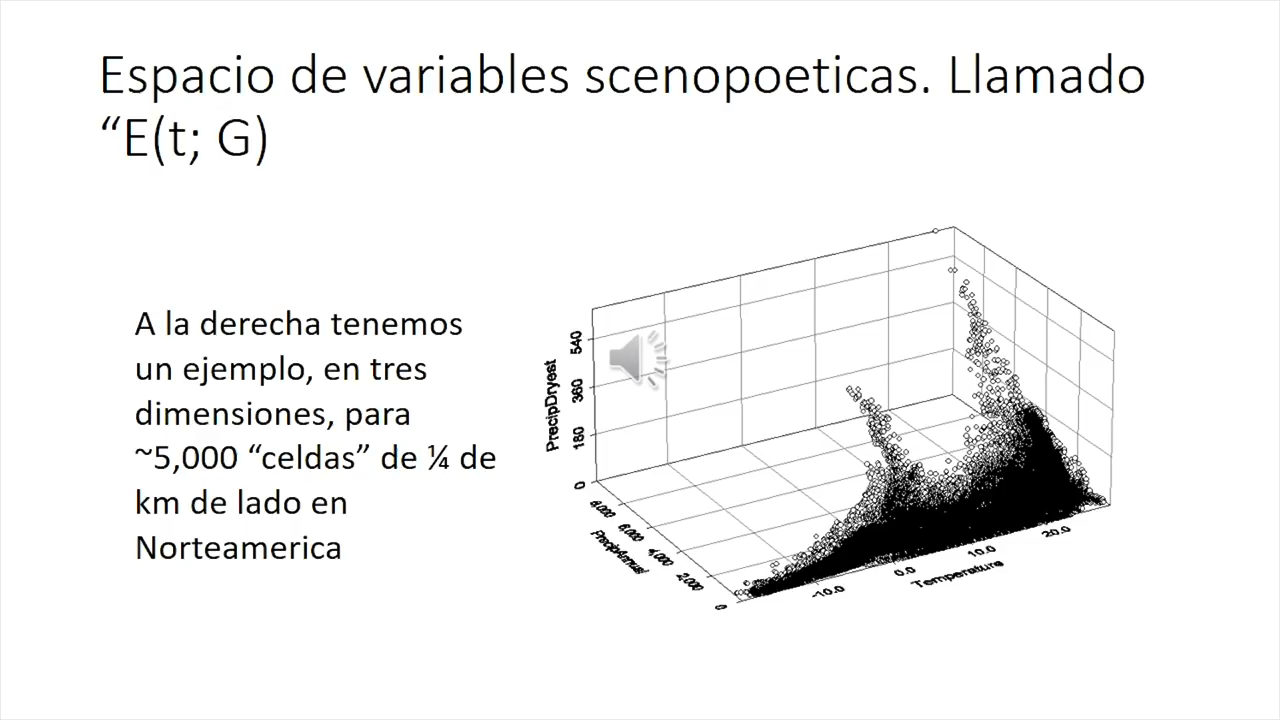 Espacio de variables scenopoeticas. Llamado
“E(t; G)
A la derecha tenemos
un ejemplo, en tres
dimensiones, para
~5,000 “celdas” de ¼ de
km de lado en
Norteamerica
PrecipDryest
540
360
180
0
8,000
6,000
4,000
2,000
0
PrecipAnnual
-10.0
0.0
10.0
20.0
Temperature